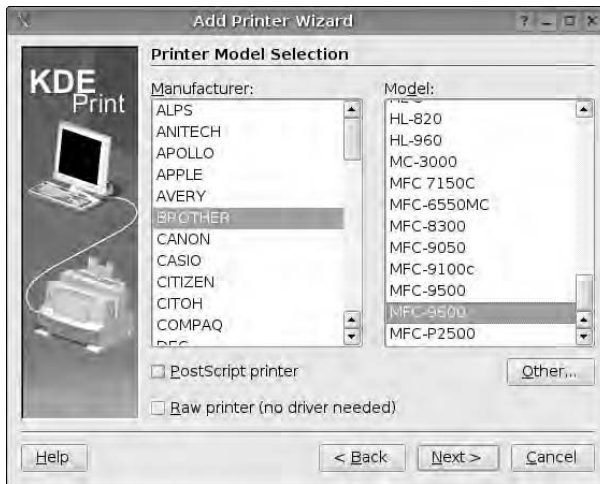 Add Printer Wizard
KDE
Print
Printer Model Selection
Manufacturer:
ALPS
ANITECH
APOLLO
APPLE
AVERY
BROTHER
CANON
CASIO
CITIZEN
CITOH
COMPAQ
Model:
HL-820
HL-960
MC-3000
MFC 7150C
MFC-6550MC
MFC-8300
MFC-9050
MFC-9100c
MFC-9500
MFC-9600
MFC-P2500
PostScript printer
Other...
Raw printer (no driver needed)
Help
< Back
Next >
Cancel